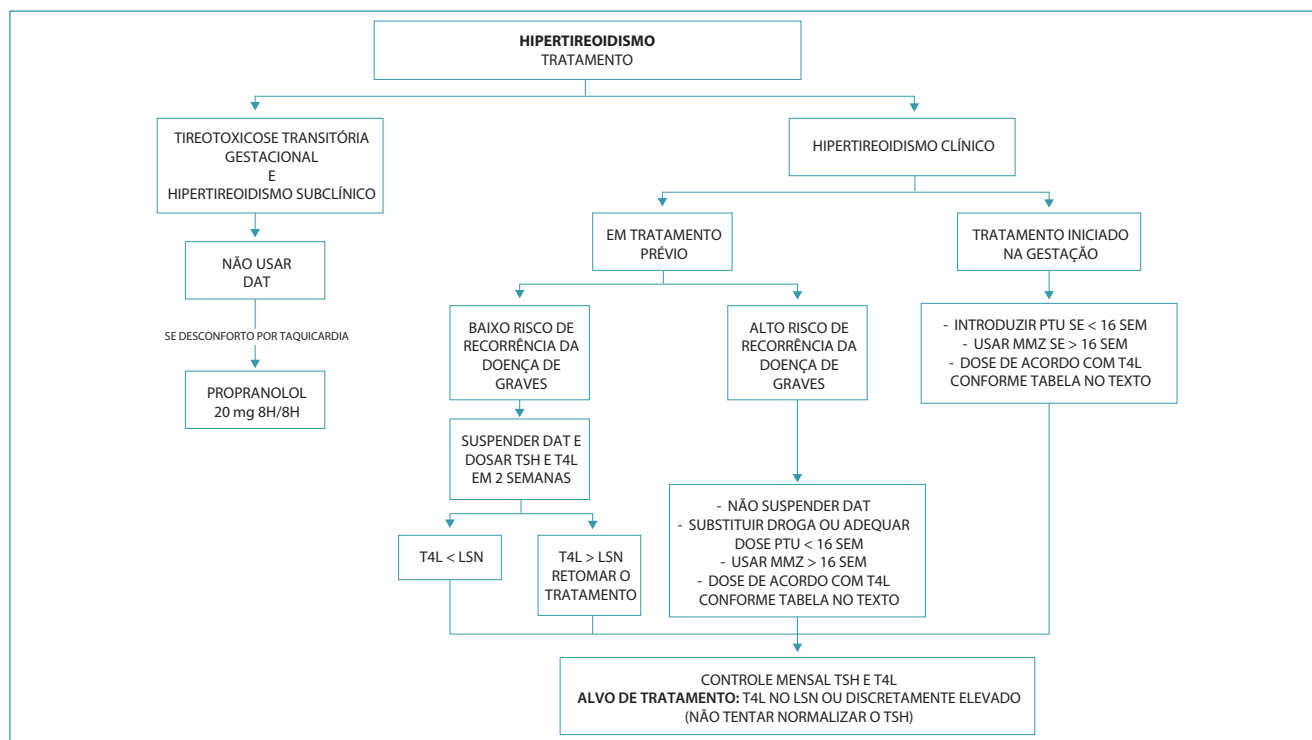 HIPERTIREOIDISMO
TRATAMENTO
TIREOTOXICOSE TRANSITÓRIA
GESTACIONAL
E
HIPERTIREOIDISMO SUBCLÍNICO
HIPERTIREOIDISMO CLÍNICO
NÃO USAR
DAT
SE DESCONFORTO POR TAQUICARDIA
PROPRANOLOL
20 mg 8H/8H
EM TRATAMENTO
PRÉVIO
TRATAMENTO INICIADO
NA GESTAÇÃO
BAIXO RISCO DE
RECORRÊNCIA DA
DOENÇA DE
GRAVES
ALTO RISCO DE
RECORRÊNCIA DA
DOENÇA DE
GRAVES
- INTRODUZIR PTU SE < 16 SEM
- USAR MMZ SE > 16 SEM
- DOSE DE ACORDO COM T4L
CONFORME TABELA NO TEXTO
SUSPENDER DAT E
DOSAR TSH E T4L
EM 2 SEMANAS
T4L < LSN
T4L > LSN
RETOMAR O
TRATAMENTO
- NÃO SUSPENDER DAT
- SUBSTITUIR DROGA OU ADEQUAR
DOSE PTU < 16 SEM
- USAR MMZ > 16 SEM
- DOSE DE ACORDO COM T4L
CONFORME TABELA NO TEXTO
CONTROLE MENSAL TSH E T4L
ALVO DE TRATAMENTO: T4L NO LSN OU DISCRETAMENTE ELEVADO
(NÃO TENTAR NORMALIZAR O TSH)